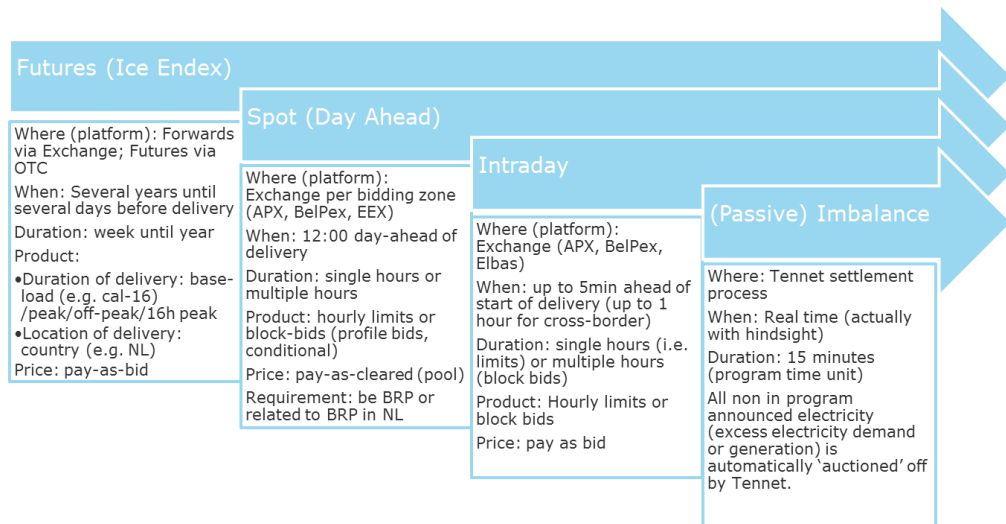 Futures (Ice Endex)
Where (platform): Forwards
via Exchange; Futures via
OTC
When: Several years until
several days before delivery
Duration: week until year
Product:
•Duration of delivery: base-
load (e.g. cal-16)
/peak/off-peak/16h peak
•Location of delivery:
country (e.g. NL)
Price: pay-as-bid
Spot (Day Ahead)
Where (platform):
Exchange per bidding zone
(APX, BelPex, EEX)
When: 12:00 day-ahead of
delivery
Duration: single hours or
multiple hours
Product: hourly limits or
block-bids (profile bids,
conditional)
Price: pay-as-cleared (pool)
Requirement: be BRP or
related to BRP in NL
Intraday
Where (platform):
Exchange (APX, BelPex,
Elbas)
When: up to 5min ahead of
start of delivery (up to 1
hour for cross-border)
Duration: single hours (i.e.
limits) or multiple hours
(block bids)
Product: Hourly limits or
block bids
Price: pay as bid
(Passive) Imbalance
Where: Tennet settlement
process
When: Real time (actually
with hindsight)
Duration: 15 minutes
(program time unit)
All non in program
announced electricity
(excess electricity demand
or generation) is
automatically ‘auctioned’ off
by Tennet.